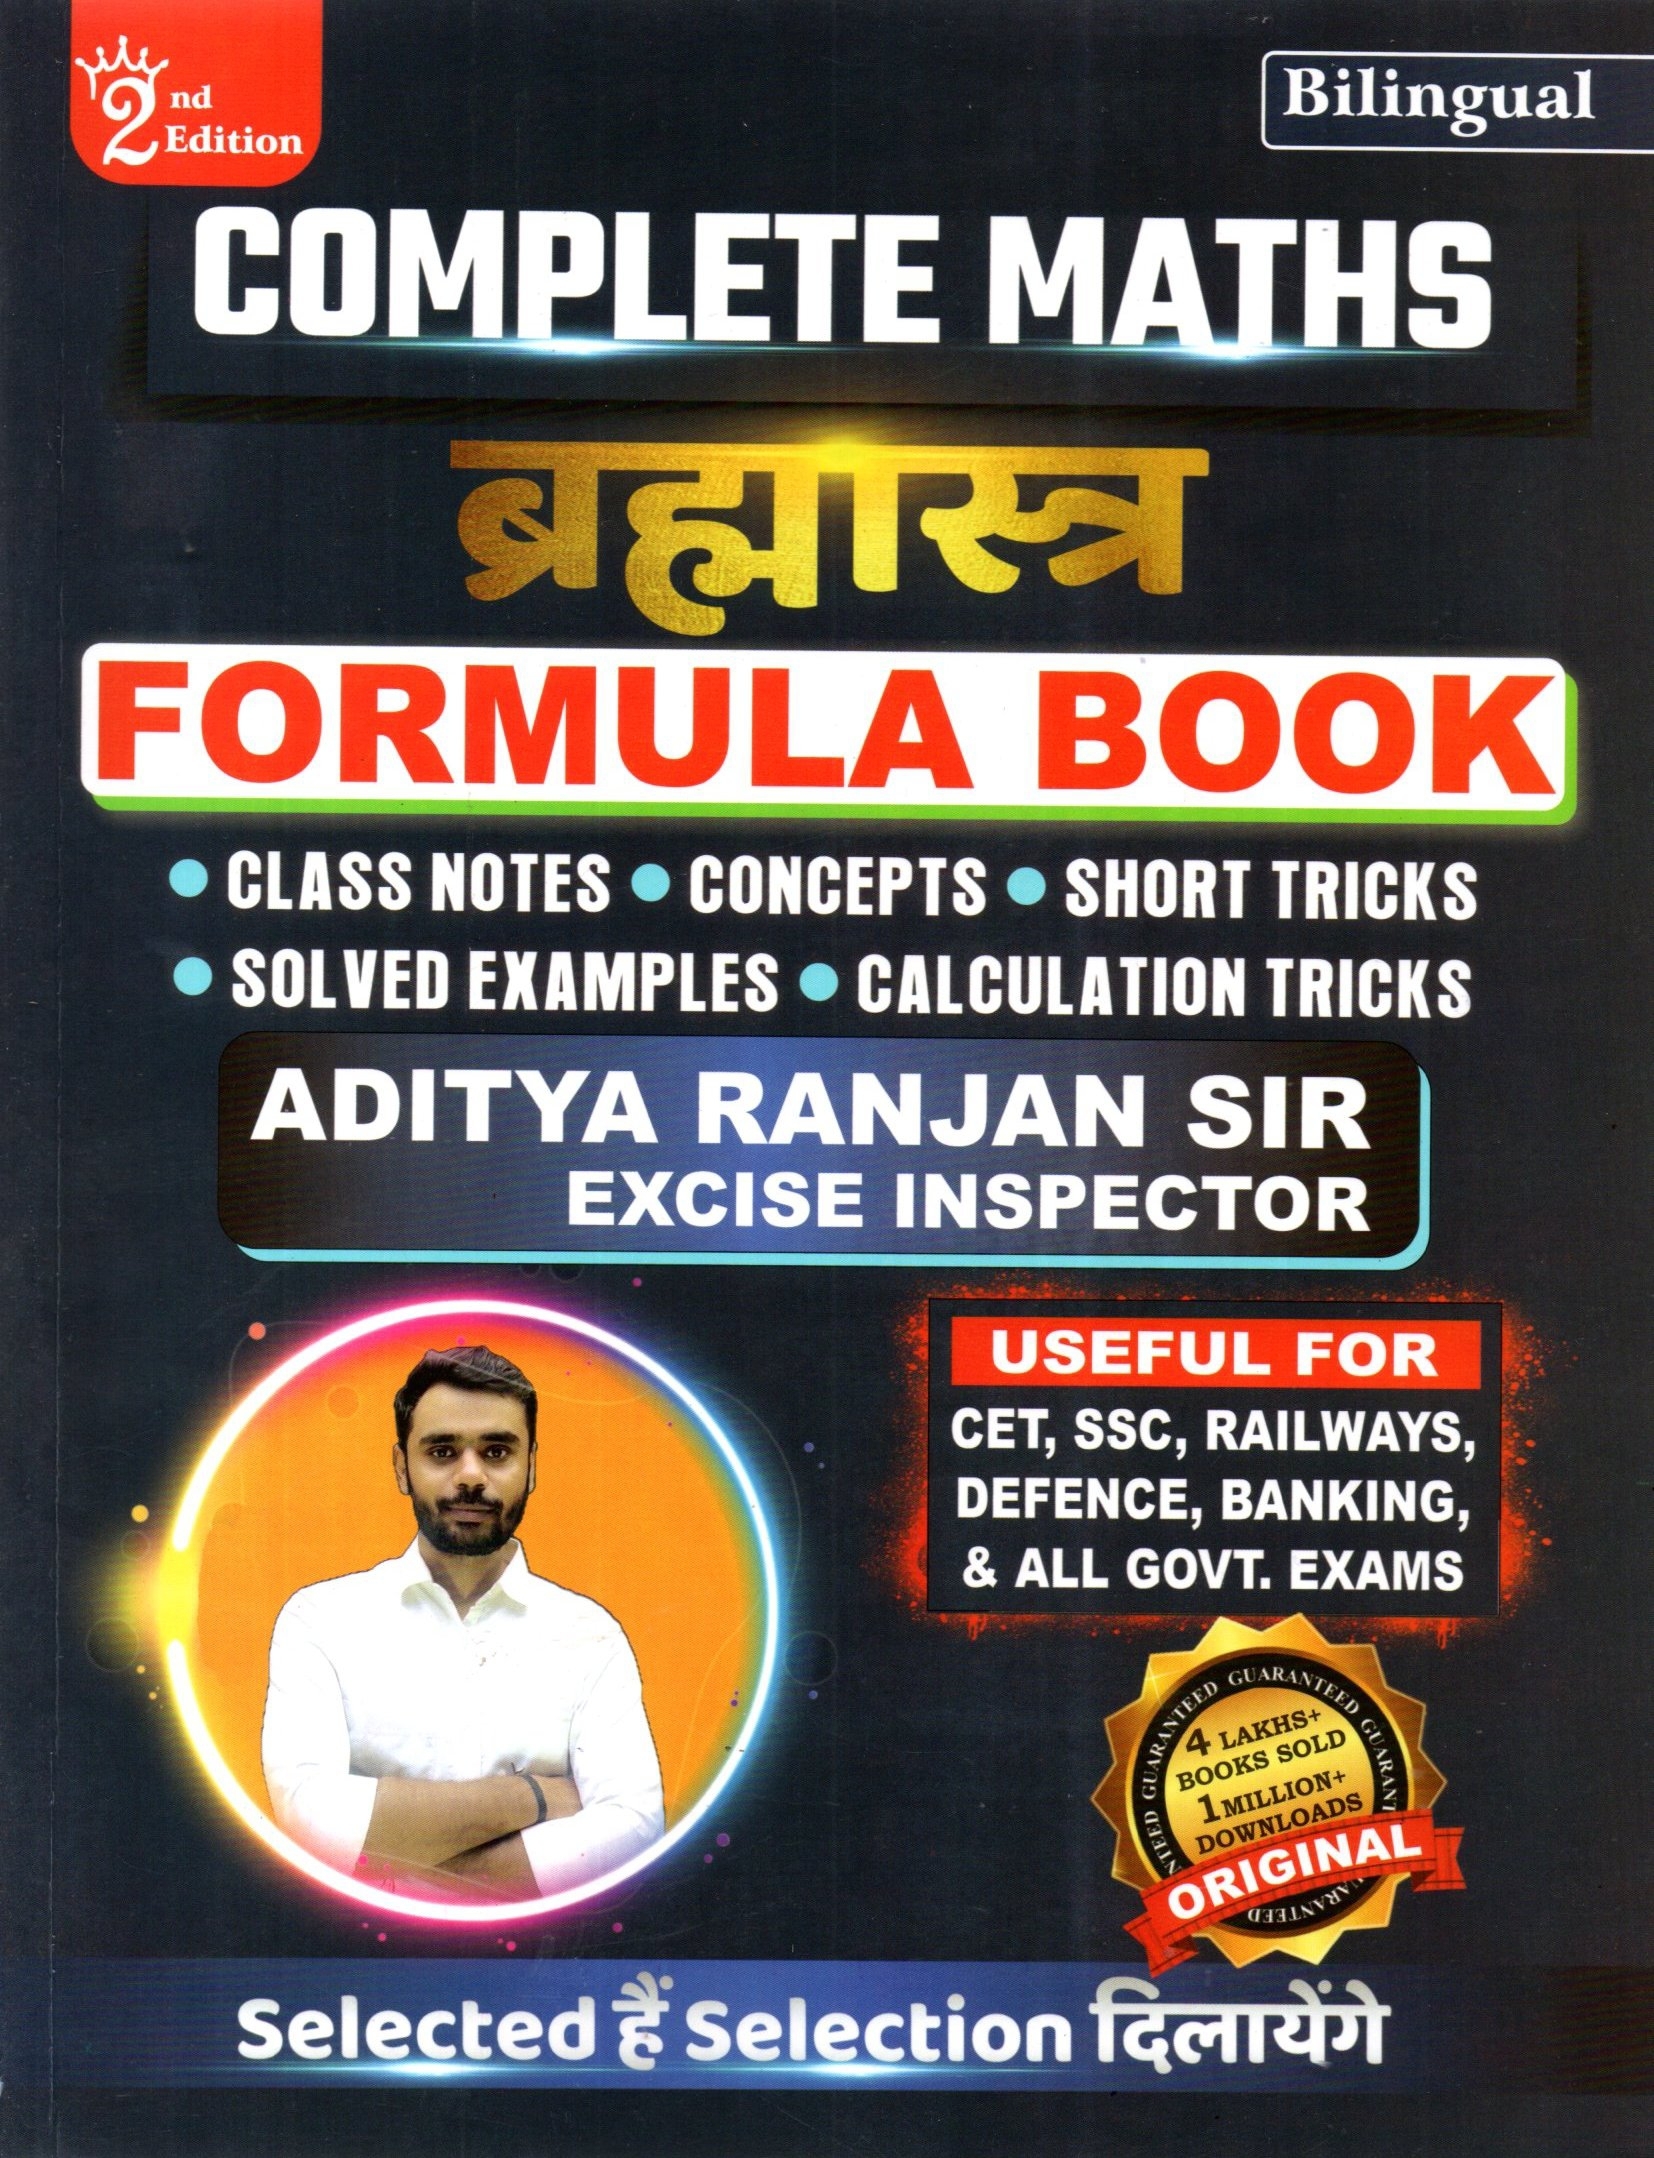 2nd Edition
Bilingual
COMPLETE MATHS
ब्रह्मास्त्र
FORMULA BOOK
• CLASS NOTES • CONCEPTS • SHORT TRICKS
• SOLVED EXAMPLES • CALCULATION TRICKS
ADITYA RANJAN SIR
EXCISE INSPECTOR
USEFUL FOR
CET, SSC, RAILWAYS,
DEFENCE, BANKING,
& ALL GOVT. EXAMS
GUARANTEED GUARANTEED GUARANTEED
4 LAKHS+
BOOKS SOLD
1 MILLION+
DOWNLOADS
ORIGINAL
Selected हैं Selection दिलायेंगे